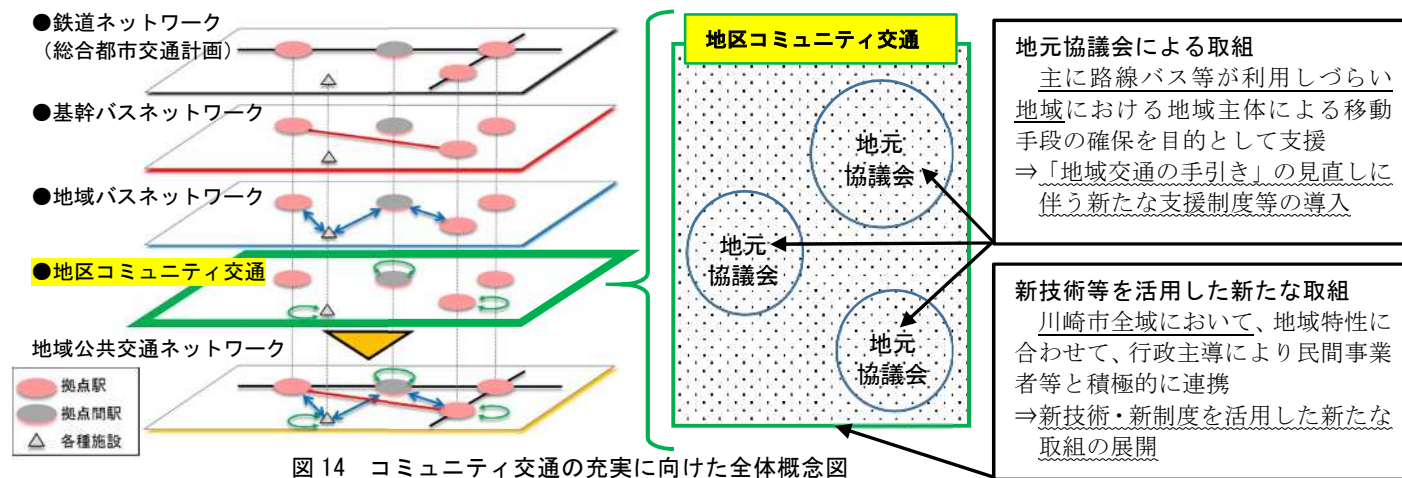 ●鉄道ネットワーク
（総合都市交通計画）
●基幹バスネットワーク
●地域バスネットワーク
●地区コミュニティ交通
地域公共交通ネットワーク
拠点駅
拠点間駅
各種施設
地区コミュニティ交通
地元
協議会
地元
協議会
地元
協議会
地元協議会による取組
主に路線バス等が利用しづらい
地域における地域主体による移動
手段の確保を目的として支援
⇒「地域交通の手引き」の見直しに
伴う新たな支援制度等の導入
新技術等を活用した新たな取組
川崎市全域において、地域特性に
合わせて、行政主導により民間事業
者等と積極的に連携
⇒新技術・新制度を活用した新たな
取組の展開
図 14 コミュニティ交通の充実に向けた全体概念図